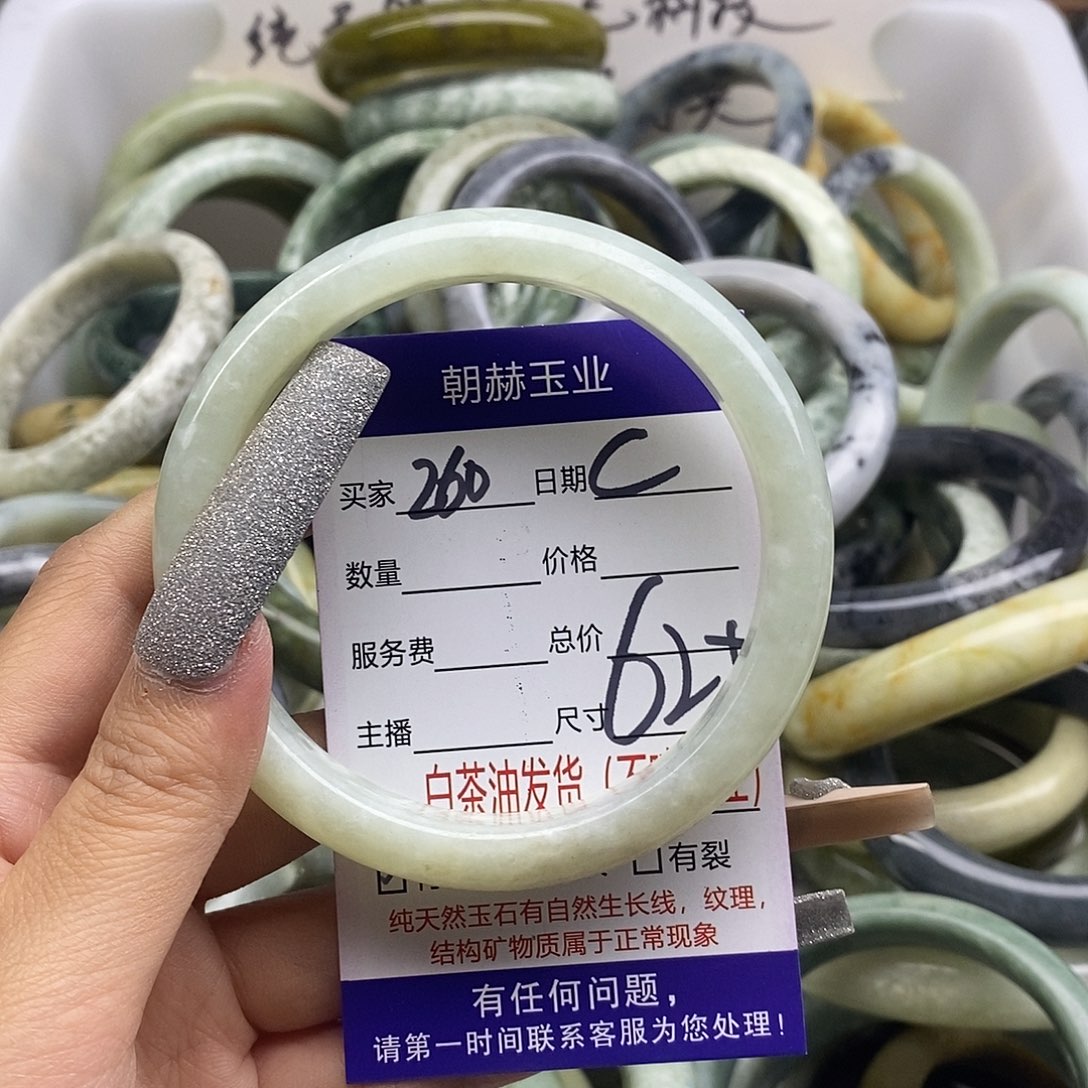 纯天
朝赫玉业
买家 260 日期 C
数量 价格
服务费 总价
主播 尺寸 62+
白茶油发货（不
有裂
纯天然玉石有自然生长线，纹理，
结构矿物质属于正常现象
有任何问题，
请第一时间联系客服为您处理！